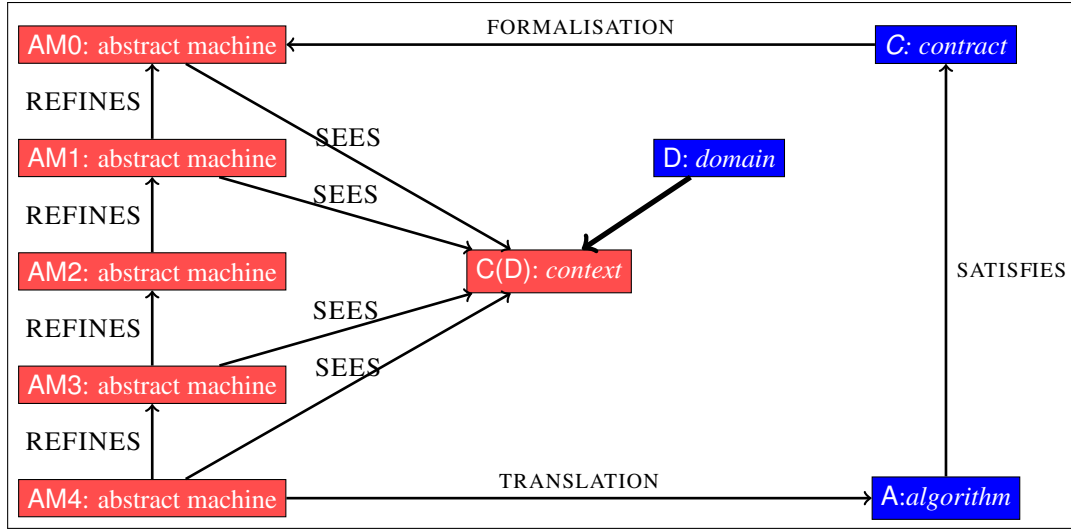 AM0: abstract machine
FORMALISATION
C: contract
REFINES
SEES
AM1: abstract machine
D: domain
SEES
REFINES
AM2: abstract machine
C(D): context
SATISFIES
REFINES
SEES
AM3: abstract machine
SEES
REFINES
AM4: abstract machine
TRANSLATION
A:algorithm